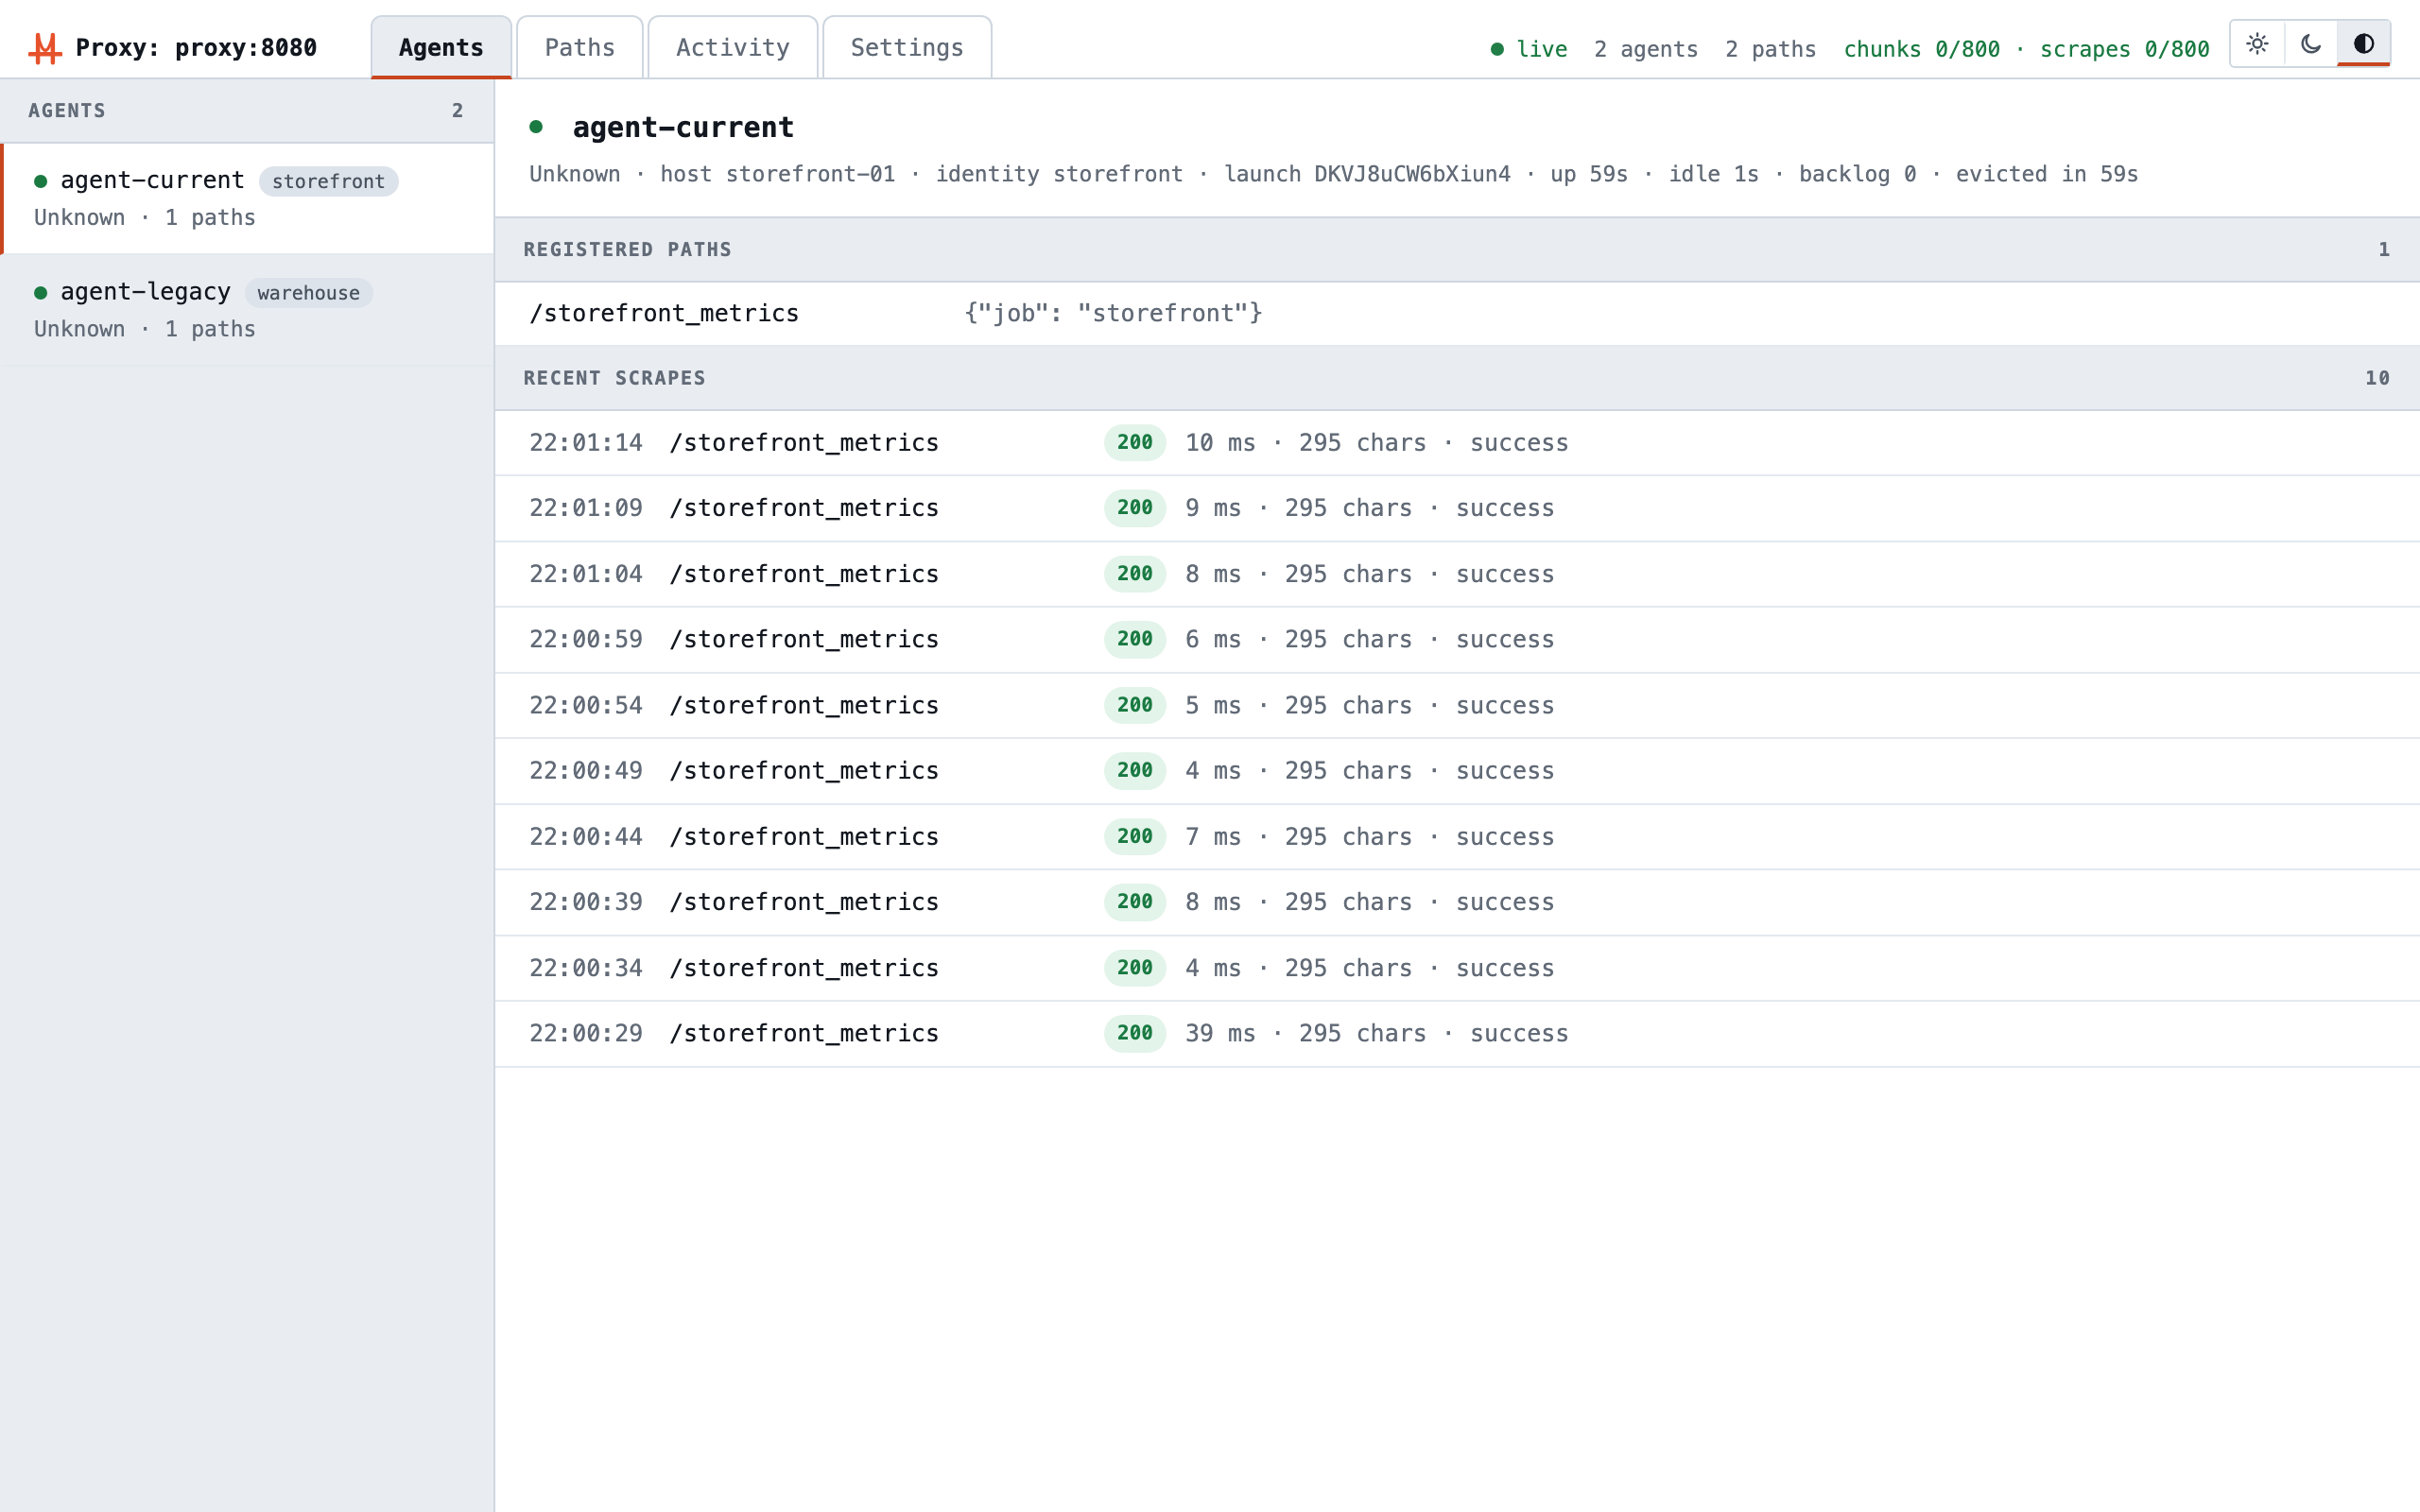 Proxy: proxy:8080 Agents Paths Activity Settings live 2 agents 2 paths chunks 0/800 · scrapes 0/800
AGENTS 2
agent-current storefront
Unknown · 1 paths
agent-legacy warehouse
Unknown · 1 paths
agent-current
Unknown · host storefront-01 · identity storefront · launch DKVJ8uCW6bXiun4 · up 59s · idle 1s · backlog 0 · evicted in 59s
REGISTERED PATHS 1
/storefront_metrics {"job": "storefront"}
RECENT SCRAPES 10
22:01:14 /storefront_metrics 200 10 ms · 295 chars · success
22:01:09 /storefront_metrics 200 9 ms · 295 chars · success
22:01:04 /storefront_metrics 200 8 ms · 295 chars · success
22:00:59 /storefront_metrics 200 6 ms · 295 chars · success
22:00:54 /storefront_metrics 200 5 ms · 295 chars · success
22:00:49 /storefront_metrics 200 4 ms · 295 chars · success
22:00:44 /storefront_metrics 200 7 ms · 295 chars · success
22:00:39 /storefront_metrics 200 8 ms · 295 chars · success
22:00:34 /storefront_metrics 200 4 ms · 295 chars · success
22:00:29 /storefront_metrics 200 39 ms · 295 chars · success